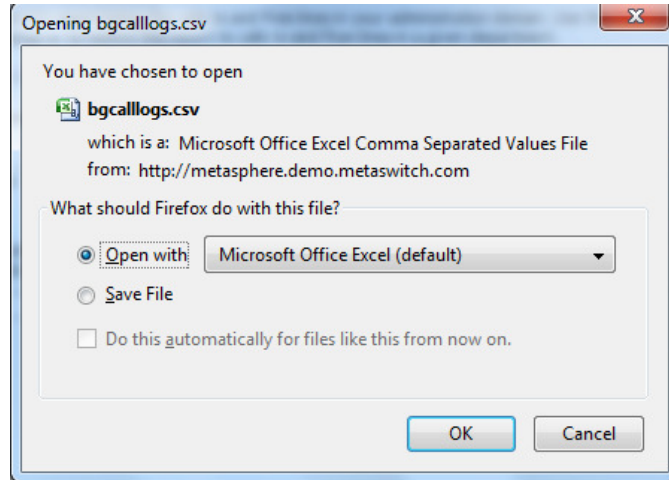 Opening bgcalllogs.csv
You have chosen to open
bgcalllogs.csv
which is a: Microsoft Office Excel Comma Separated Values File
from: http://metasphere.demo.metaswitch.com
What should Firefox do with this file?
Open with Microsoft Office Excel (default)
Save File
Do this automatically for files like this from now on.
OK Cancel